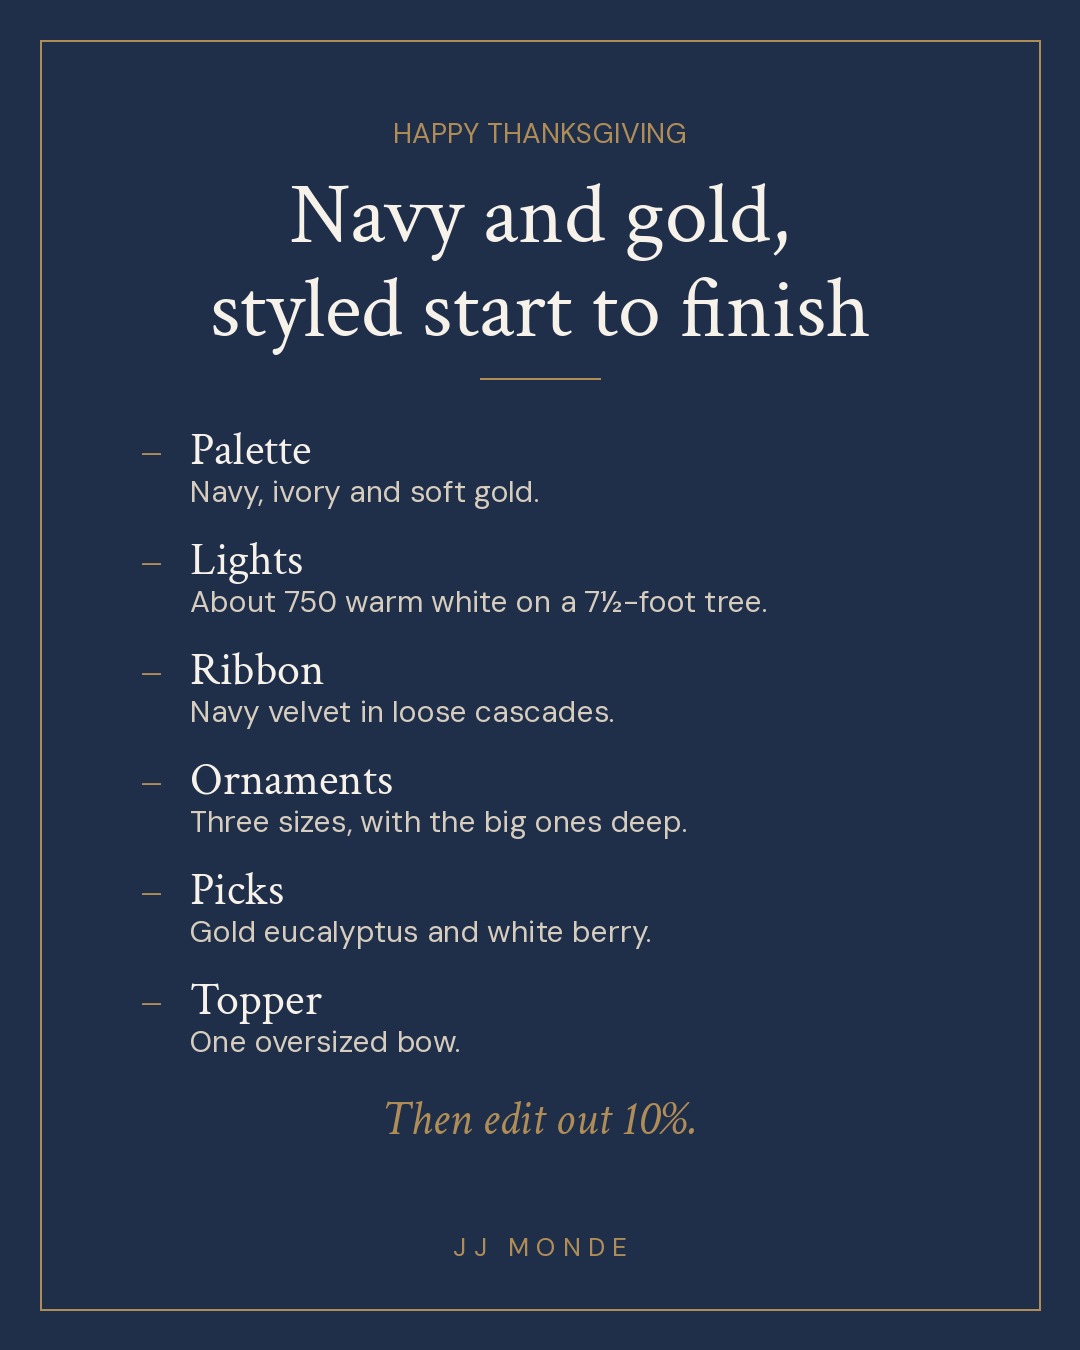 HAPPY THANKSGIVING
Navy and gold,
styled start to finish
– Palette
Navy, ivory and soft gold.
– Lights
About 750 warm white on a 7½-foot tree.
– Ribbon
Navy velvet in loose cascades.
– Ornaments
Three sizes, with the big ones deep.
– Picks
Gold eucalyptus and white berry.
– Topper
One oversized bow.
Then edit out 10%.
JJ MONDE